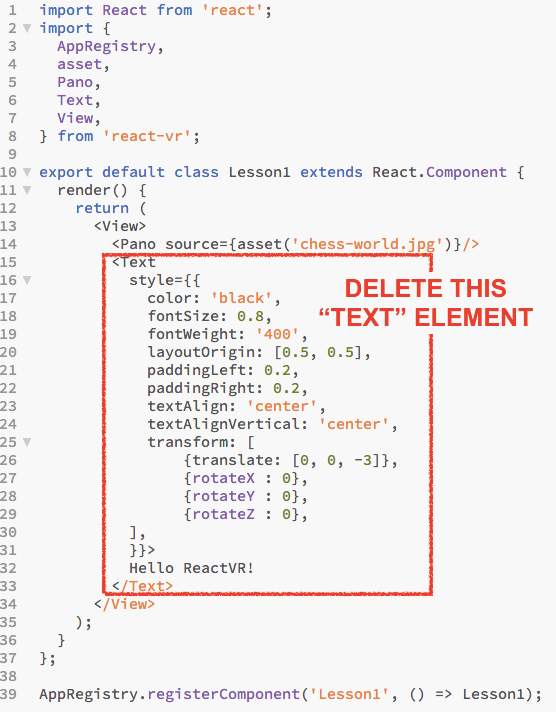 1 import React from 'react';
2 import {
3   AppRegistry,
4   asset,
5   Pano,
6   Text,
7   View,
8 } from 'react-vr';
9
10 export default class Lesson1 extends React.Component {
11   render() {
12     return (
13       <View>
14         <Pano source={asset('chess-world.jpg')}/>
15         <Text
16           style={{
17             color: 'black',
18             fontSize: 0.8,
19             fontWeight: '400',
20             layoutOrigin: [0.5, 0.5],
21             paddingLeft: 0.2,
22             paddingRight: 0.2,
23             textAlign: 'center',
24             textAlignVertical: 'center',
25             transform: [
26                 {translate: [0, 0, -3]},
27                 {rotateX : 0},
28                 {rotateY : 0},
29                 {rotateZ : 0},
30           ],
31           }}>
32           Hello ReactVR!
33         </Text>
34       </View>
35     );
36   }
37 };
38
39 AppRegistry.registerComponent('Lesson1', () => Lesson1);
DELETE THIS
“TEXT” ELEMENT